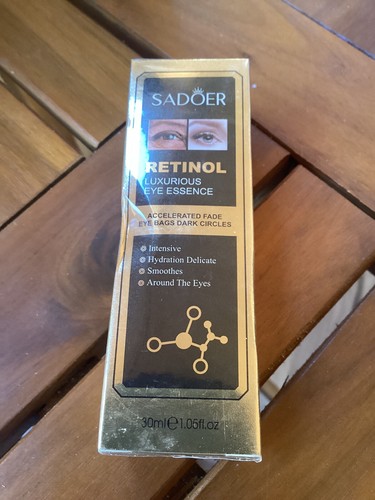 SADOER
RETINOL
LUXURIOUS
EYE ESSENCE
ACCELERATED FADE
EYE BAGS DARK CIRCLES
Intensive
Hydration Delicate
Smoothes
Around The Eyes
30ml℮1.05fl.oz